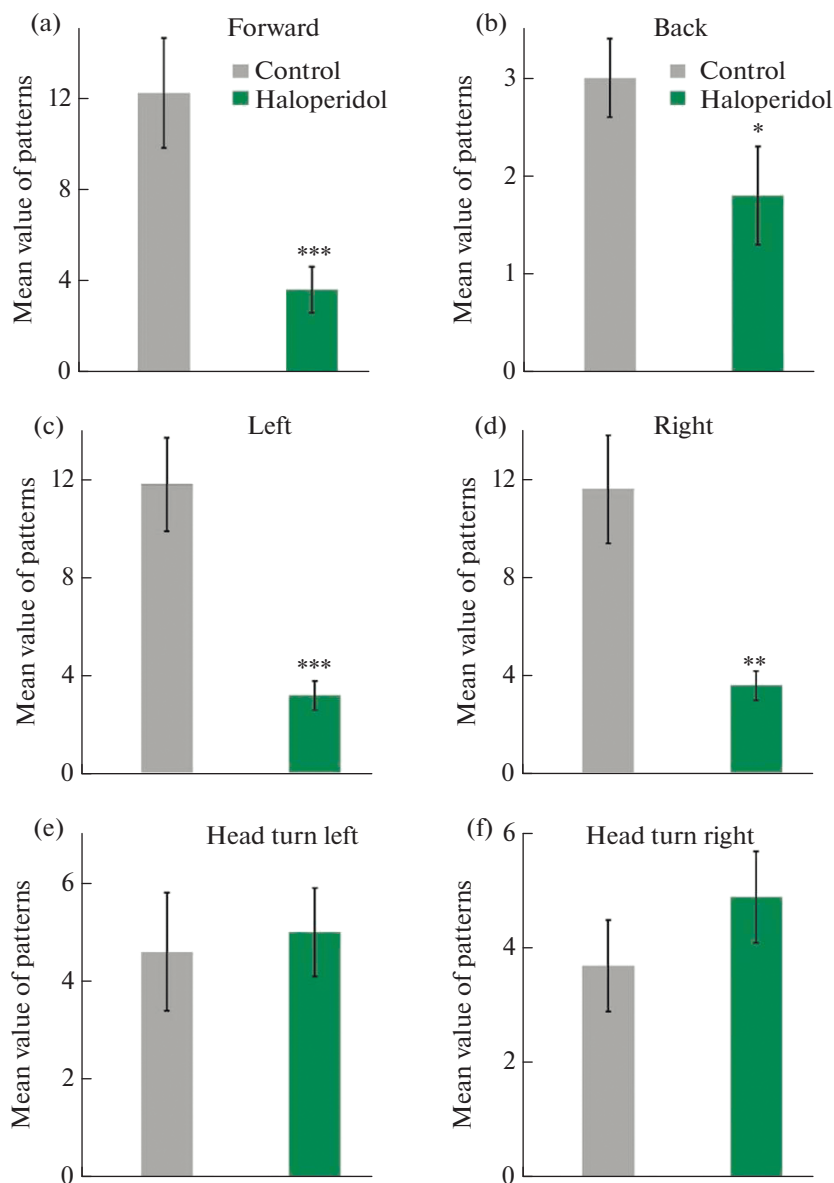 (a)
Forward
Control
Haloperidol
Mean value of patterns
12
8
4
0
***
(b)
Back
Control
Haloperidol
Mean value of patterns
3
2
1
0
*
(c)
Left
Mean value of patterns
12
8
4
0
***
(d)
Right
Mean value of patterns
12
8
4
0
**
(e)
Head turn left
Mean value of patterns
6
4
2
0
(f)
Head turn right
Mean value of patterns
6
4
2
0